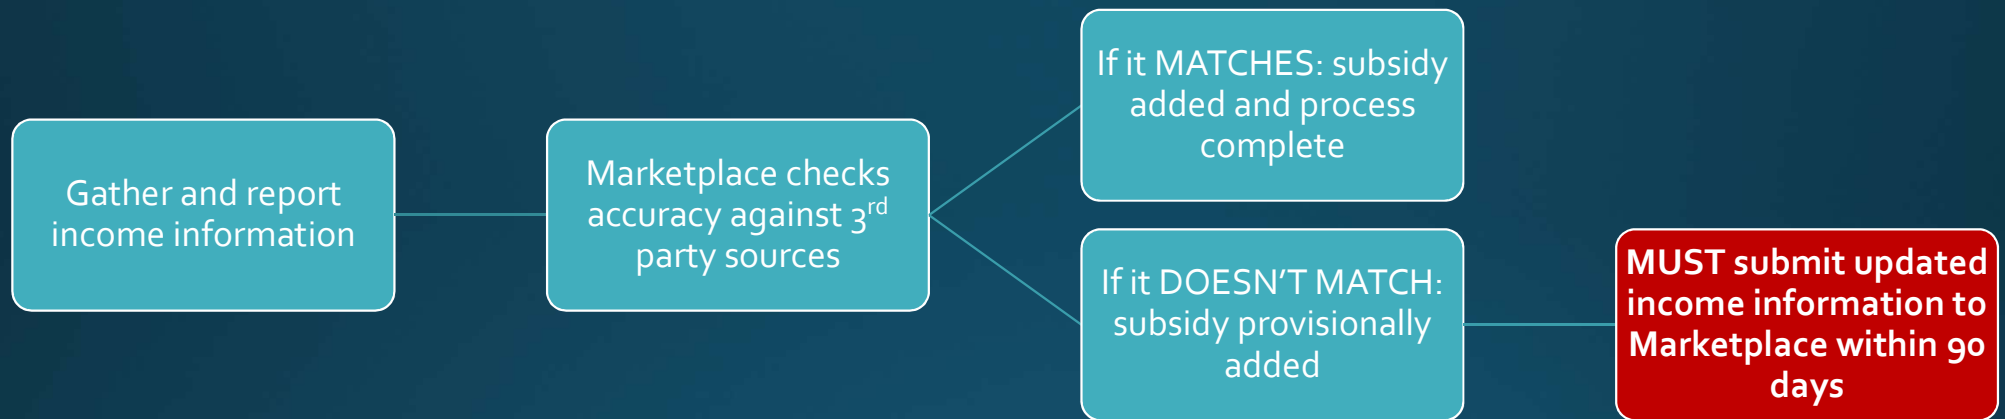 Gather and report
income information
Marketplace checks
accuracy against 3rd
party sources
If it MATCHES: subsidy
added and process
complete
If it DOESN’T MATCH:
subsidy provisionally
added
MUST submit updated
income information to
Marketplace within 90
days